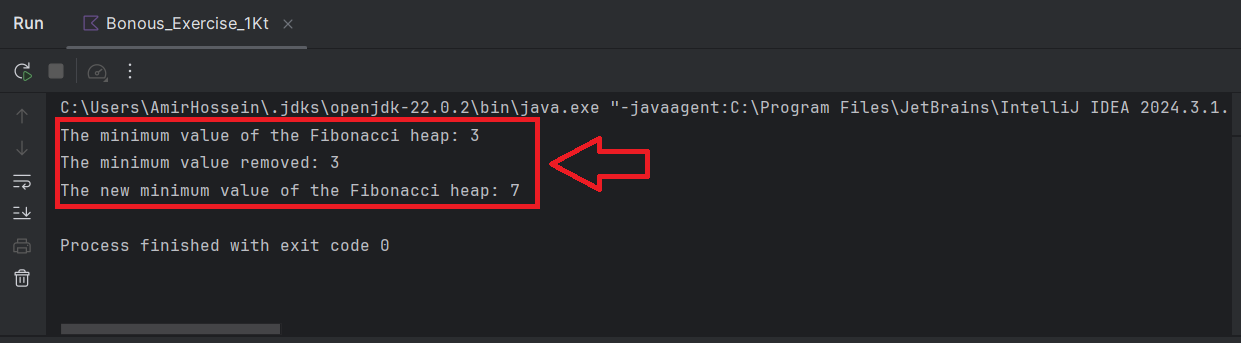 Run Bonous_Exercise_1Kt
C:\Users\AmirHossein\.jdks\openjdk-22.0.2\bin\java.exe "-javaagent:C:\Program Files\JetBrains\IntelliJ IDEA 2024.3.1.
The minimum value of the Fibonacci heap: 3
The minimum value removed: 3
The new minimum value of the Fibonacci heap: 7
Process finished with exit code 0